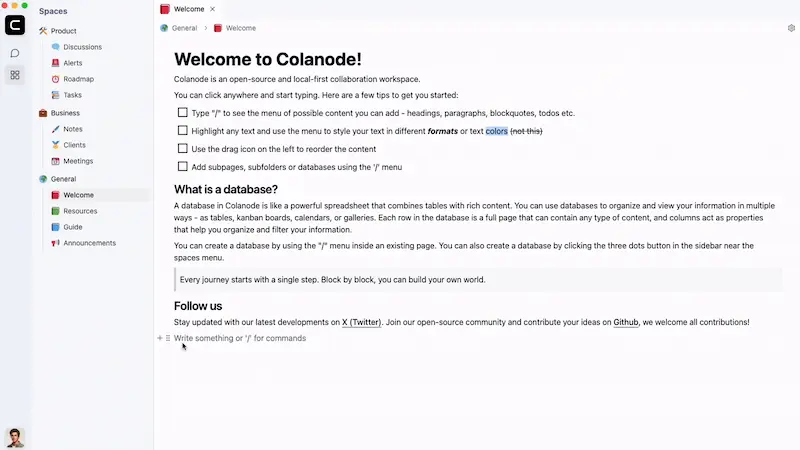 Spaces
Product
Discussions
Alerts
Roadmap
Tasks
Business
Notes
Clients
Meetings
General
Welcome
Resources
Guide
Announcements
Welcome
General
Welcome
Welcome to Colanode!
Colanode is an open-source and local-first collaboration workspace.
You can click anywhere and start typing. Here are a few tips to get you started:
Type "/" to see the menu of possible content you can add - headings, paragraphs, blockquotes, todos etc.
Highlight any text and use the menu to style your text in different formats or text colors (not this)
Use the drag icon on the left to reorder the content
Add subpages, subfolders or databases using the '/' menu
What is a database?
A database in Colanode is like a powerful spreadsheet that combines tables with rich content. You can use databases to organize and view your information in multiple
ways - as tables, kanban boards, calendars, or galleries. Each row in the database is a full page that can contain any type of content, and columns act as properties
that help you organize and filter your information.
You can create a database by using the "/" menu inside an existing page. You can also create a database by clicking the three dots button in the sidebar near the
spaces menu.
Every journey starts with a single step. Block by block, you can build your own world.
Follow us
Stay updated with our latest developments on X (Twitter). Join our open-source community and contribute your ideas on Github, we welcome all contributions!
Write something or '/' for commands